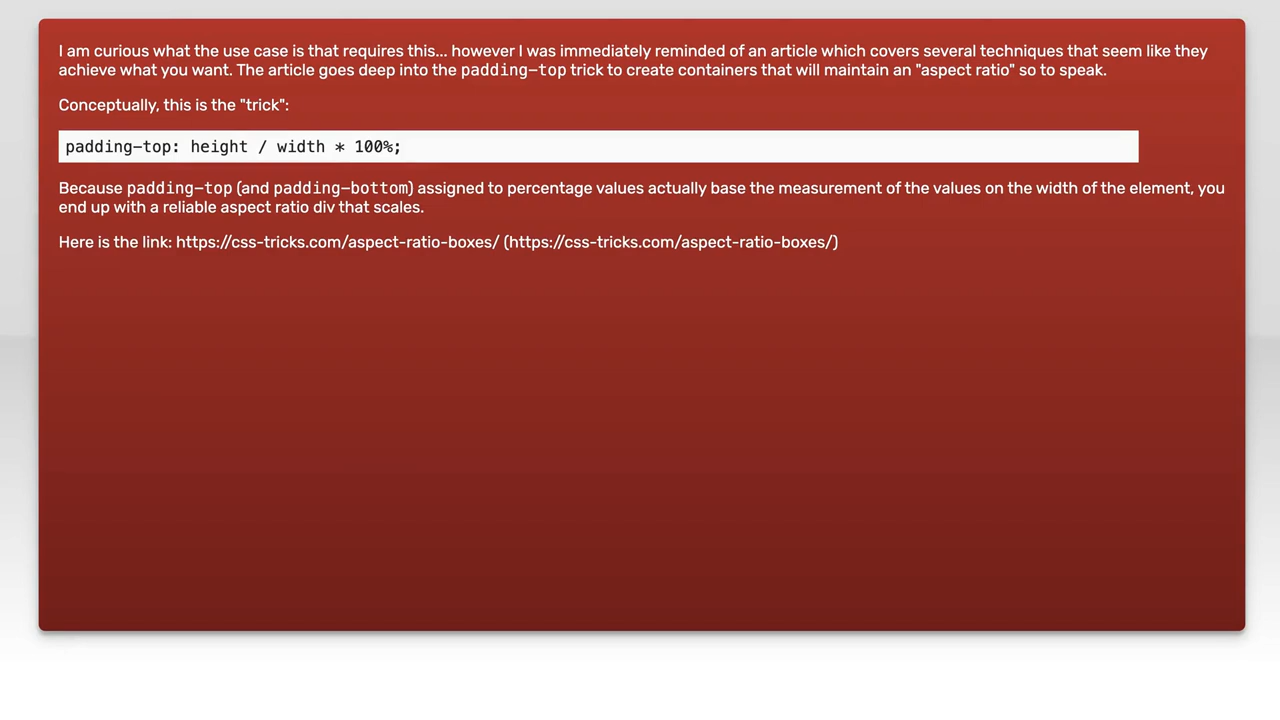 I am curious what the use case is that requires this... however I was immediately reminded of an article which covers several techniques that seem like they
achieve what you want. The article goes deep into the padding-top trick to create containers that will maintain an "aspect ratio" so to speak.
Conceptually, this is the "trick":
padding-top: height / width * 100%;
Because padding-top (and padding-bottom) assigned to percentage values actually base the measurement of the values on the width of the element, you
end up with a reliable aspect ratio div that scales.
Here is the link: https://css-tricks.com/aspect-ratio-boxes/ (https://css-tricks.com/aspect-ratio-boxes/)